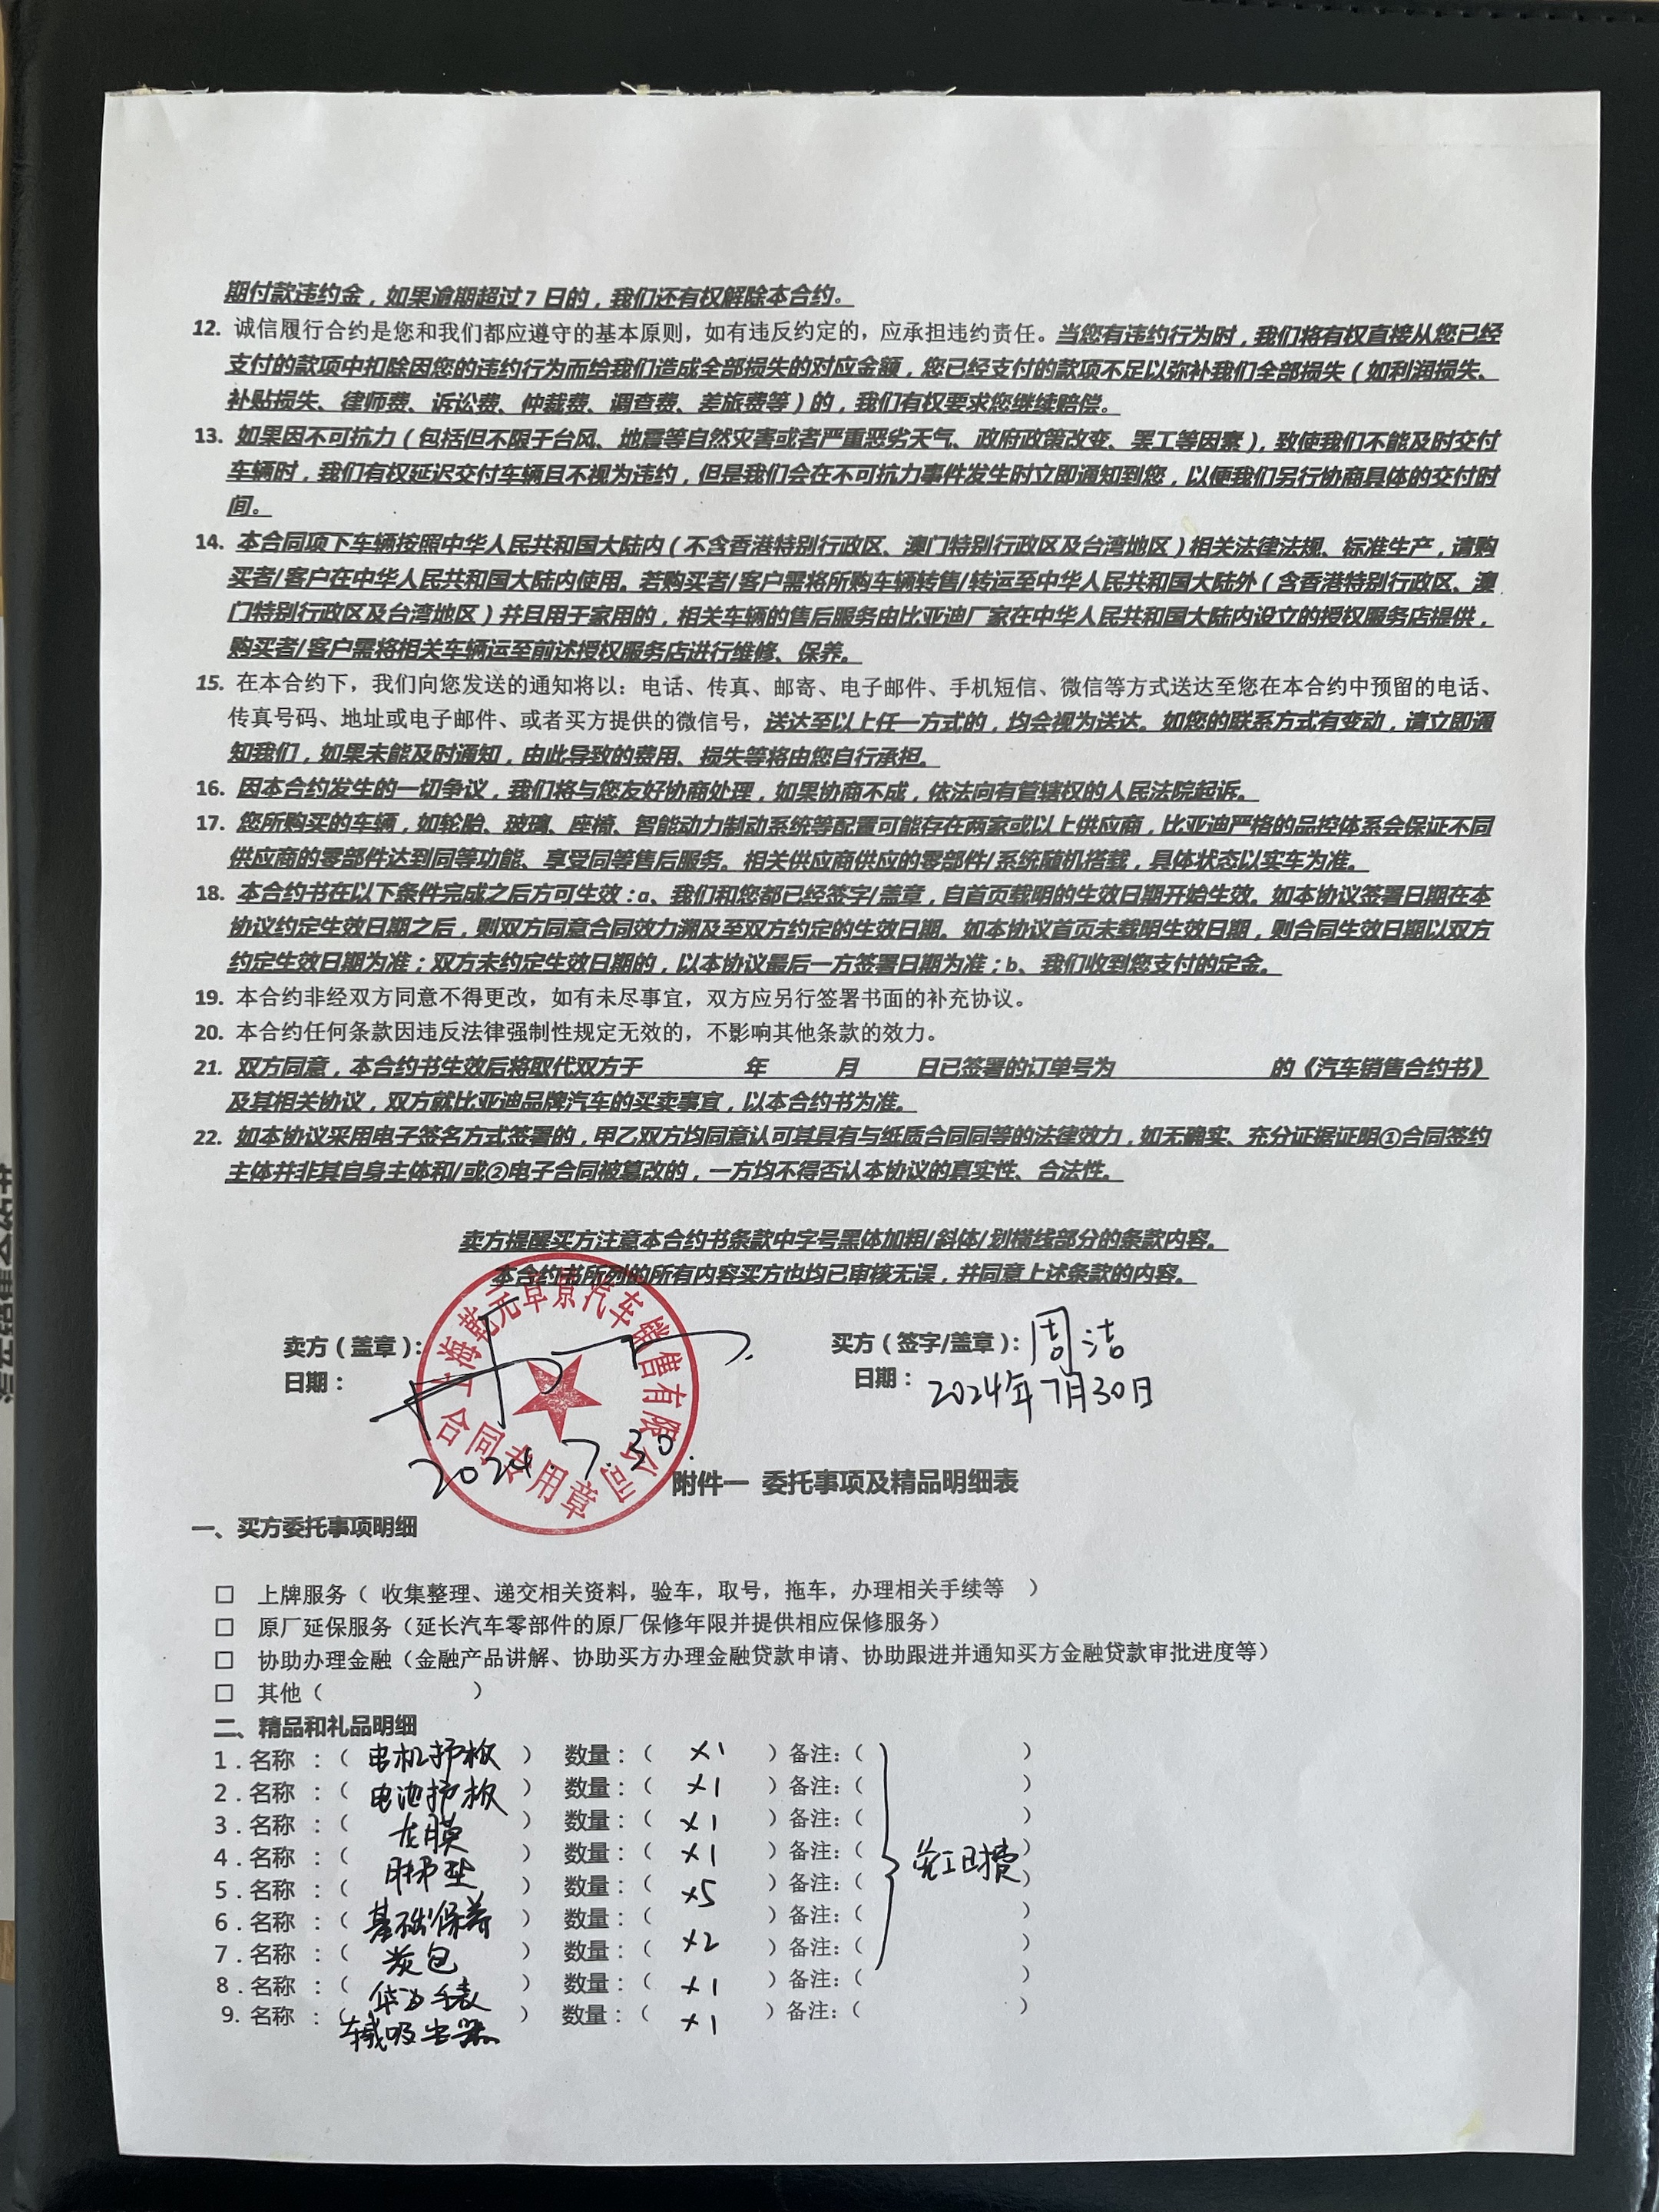 期付款违约金，如果逾期超过7日的，我们还有权解除本合约。
12. 诚信履行合约是您和我们都应遵守的基本原则，如有违反约定的，应承担违约责任。当您有违约行为时，我们将有权直接从您已经
支付的款项中扣除因您的违约行为而给我们造成全部损失的对应金额，您已经支付的款项不足以弥补我们全部损失（如利润损失、
补贴损失、律师费、诉讼费、仲裁费、调查费、差旅费等）的，我们有权要求您继续赔偿。
13. 如果因不可抗力（包括但不限于台风、地震等自然灾害或者严重恶劣天气、政府政策改变、罢工等因素），致使我们不能及时交付
车辆时，我们有权延迟交付车辆且不视为违约，但是我们会在不可抗力事件发生时立即通知到您，以便我们另行协商具体的交付时
间。
14. 本合同项下车辆按照中华人民共和国大陆内（不含香港特别行政区、澳门特别行政区及台湾地区）相关法律法规、标准生产，请购
买者/客户在中华人民共和国大陆内使用。若购买者/客户需将所购车辆转售/转运至中华人民共和国大陆外（含香港特别行政区、澳
门特别行政区及台湾地区）并且用于家用的，相关车辆的售后服务由比亚迪厂家在中华人民共和国大陆内设立的授权服务店提供，
购买者/客户需将相关车辆运至前述授权服务店进行维修、保养。
15. 在本合约下，我们向您发送的通知将以：电话、传真、邮寄、电子邮件、手机短信、微信等方式送达至您在本合约中预留的电话、
传真号码、地址或电子邮件、或者买方提供的微信号，送达至以上任一方式的，均会视为送达。如您的联系方式有变动，请立即通
知我们，如果未能及时通知，由此导致的费用、损失等将由您自行承担。
16. 因本合约发生的一切争议，我们将与您友好协商处理，如果协商不成，依法向有管辖权的人民法院起诉。
17. 您所购买的车辆，如轮胎、玻璃、座椅、智能动力制动系统等配置可能存在两家或以上供应商，比亚迪严格的品控体系会保证不同
供应商的零部件达到同等功能、享受同等售后服务。相关供应商供应的零部件/系统随机搭载，具体状态以实车为准。
18. 本合约书在以下条件完成之后方可生效：a、我们和您都已经签字/盖章，自首页载明的生效日期开始生效。如本协议签署日期在本
协议约定生效日期之后，则双方同意合同效力溯及至双方约定的生效日期。如本协议首页未载明生效日期，则合同生效日期以双方
约定生效日期为准；双方未约定生效日期的，以本协议最后一方签署日期为准；b、我们收到您支付的定金。
19. 本合约非经双方同意不得更改，如有未尽事宜，双方应另行签署书面的补充协议。
20. 本合约任何条款因违反法律强制性规定无效的，不影响其他条款的效力。
21. 双方同意，本合约书生效后将取代双方于 年 月 日已签署的订单号为 的《汽车销售合约书》
及其相关协议，双方就比亚迪品牌汽车的买卖事宜，以本合约书为准。
22. 如本协议采用电子签名方式签署的，甲乙双方均同意认可其具有与纸质合同同等的法律效力，如无确实、充分证据证明①合同签约
主体并非其自身主体和/或②电子合同被篡改的，一方均不得否认本协议的真实性、合法性。
卖方提醒买方注意本合约书条款中字号黑体加粗/斜体/划横线部分的条款内容。
本合约书所列的所有内容买方也均已审核无误，并同意上述条款的内容。
卖方（盖章）： 买方（签字/盖章）：周洁
日期： 日期：2024年7月30日
上海乾元卓景汽车销售有限公司
合同专用章
2024.7.30
附件一 委托事项及精品明细表
一、买方委托事项明细
□ 上牌服务（ 收集整理、递交相关资料，验车，取号，拖车，办理相关手续等 ）
□ 原厂延保服务（延长汽车零部件的原厂保修年限并提供相应保修服务）
□ 协助办理金融（金融产品讲解、协助买方办理金融贷款申请、协助跟进并通知买方金融贷款审批进度等）
□ 其他（ ）
二、精品和礼品明细
1. 名称 ：（ 电机护板 ） 数量：（ ×1 ）备注：（ ）
2. 名称 ：（ 电池护板 ） 数量：（ ×1 ）备注：（ ）
3. 名称 ：（ 龙膜 ） 数量：（ ×1 ）备注：（ ）
4. 名称 ：（ 脚垫 ） 数量：（ ×1 ）备注：（ 免工时费）
5. 名称 ：（ ） 数量：（ ×5 ）备注：（ ）
6. 名称 ：（ 基础保养 ） 数量：（ ）备注：（ ）
7. 名称 ：（ 炭包 ） 数量：（ ×2 ）备注：（ ）
8. 名称 ：（ 华为手表 ） 数量：（ ×1 ）备注：（ ）
9. 名称 ：（ 车载吸尘器 ） 数量：（ ×1 ）备注：（ ）